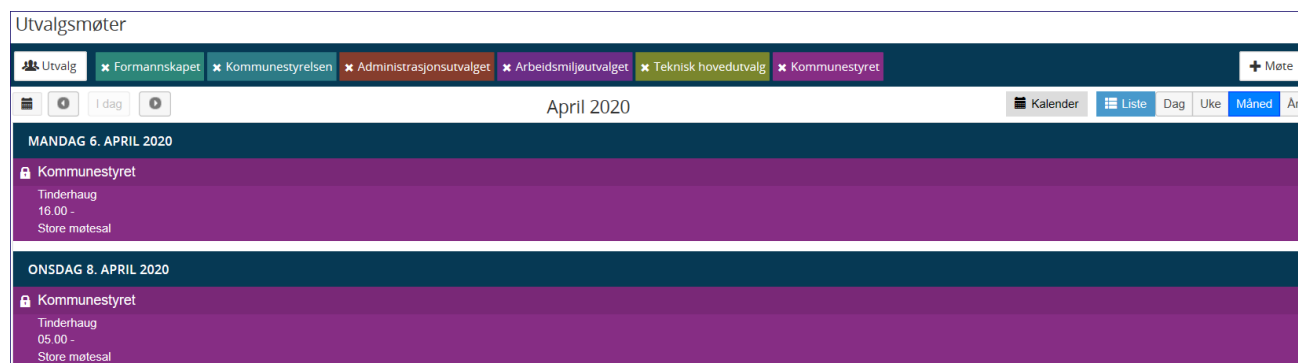 Utvalgsmøter
Utvalg × Formannskapet × Kommunestyrelsen × Administrasjonsutvalget × Arbeidsmiljøutvalget × Teknisk hovedutvalg × Kommunestyret + Møte
I dag April 2020 Kalender Liste Dag Uke Måned
MANDAG 6. APRIL 2020
Kommunestyret
Tinderhaug
16.00 -
Store møtesal
ONSDAG 8. APRIL 2020
Kommunestyret
Tinderhaug
05.00 -
Store møtesal